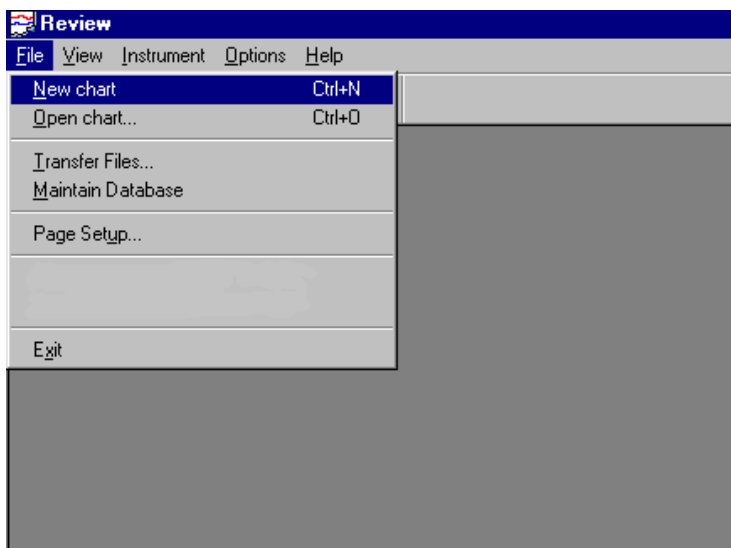 Review
File View Instrument Options Help
New chart Ctrl+N
Open chart... Ctrl+O
Transfer Files...
Maintain Database
Page Setup...
Exit